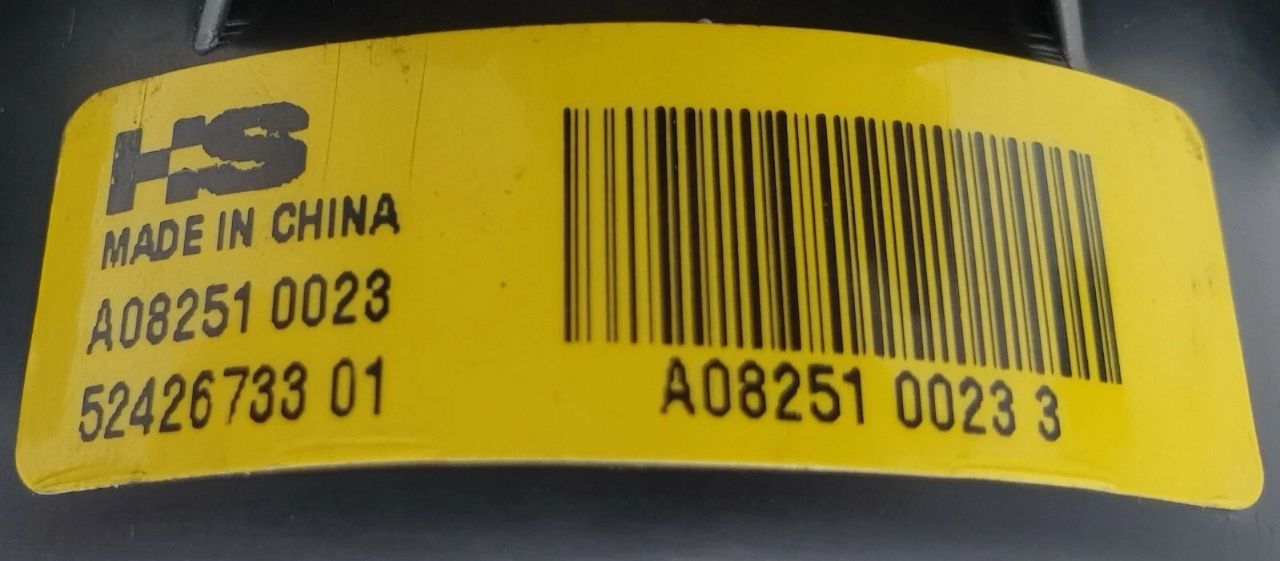 HS
MADE IN CHINA
A08251 0023
52426733 01
A08251 0023 3